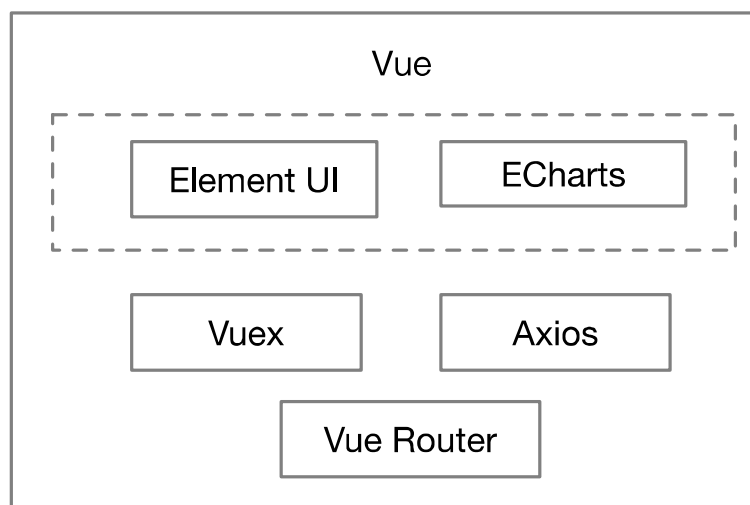 Vue
Element UI
ECharts
Vuex
Axios
Vue Router